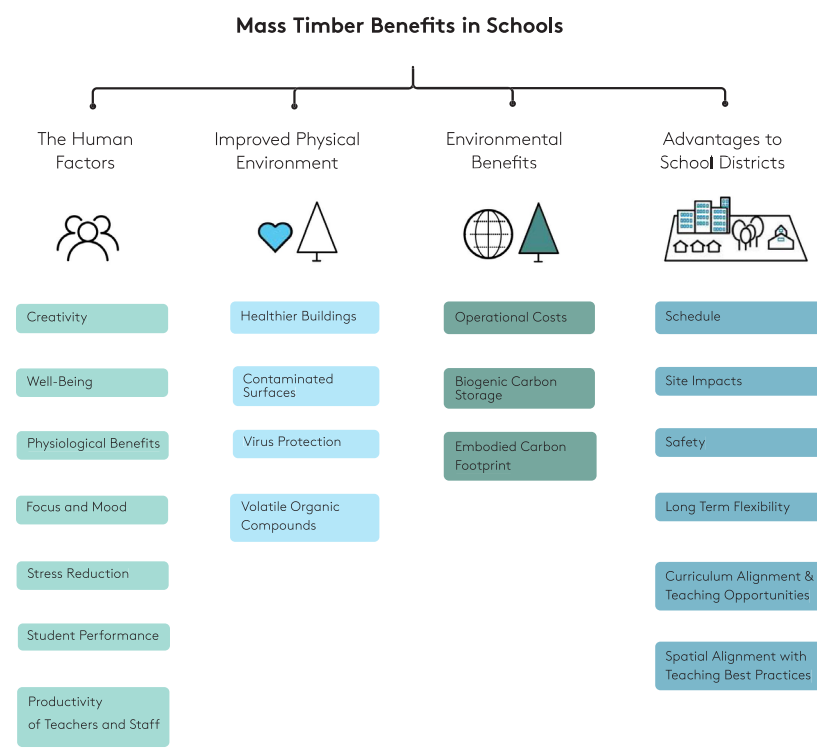 Mass Timber Benefits in Schools
The Human
Factors
Improved Physical
Environment
Environmental
Benefits
Advantages to
School Districts
Creativity
Well-Being
Physiological Benefits
Focus and Mood
Stress Reduction
Student Performance
Productivity
of Teachers and Staff
Healthier Buildings
Contaminated
Surfaces
Virus Protection
Volatile Organic
Compounds
Operational Costs
Biogenic Carbon
Storage
Embodied Carbon
Footprint
Schedule
Site Impacts
Safety
Long Term Flexibility
Curriculum Alignment &
Teaching Opportunities
Spatial Alignment with
Teaching Best Practices